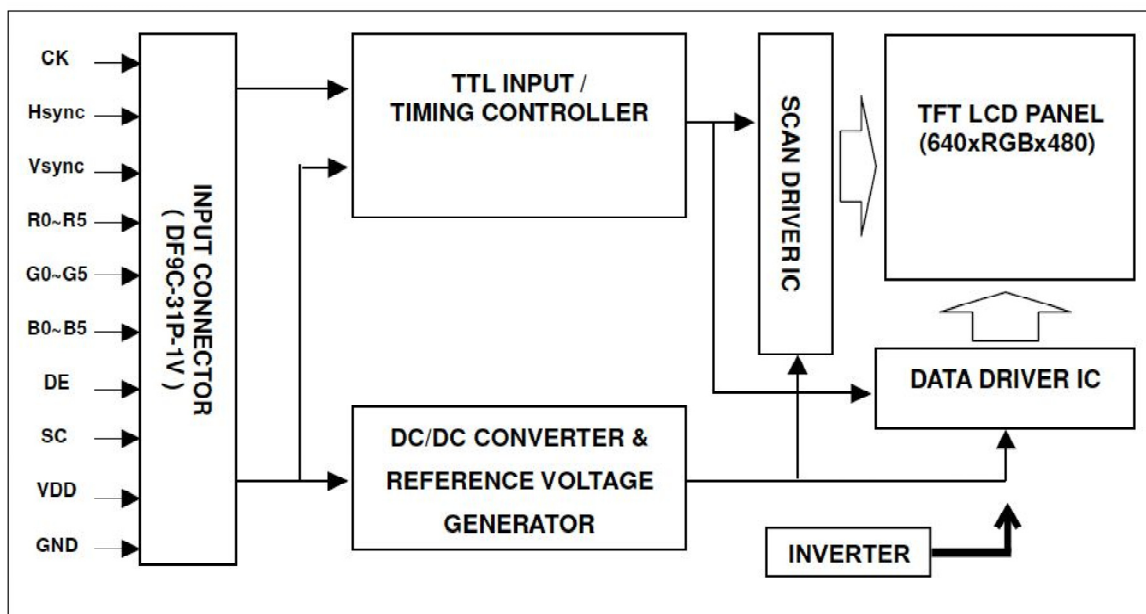 CK
Hsync
Vsync
R0~R5
G0~G5
B0~B5
DE
SC
VDD
GND
INPUT CONNECTOR
( DF9C-31P-1V )
TTL INPUT /
TIMING CONTROLLER
DC/DC CONVERTER &
REFERENCE VOLTAGE
GENERATOR
SCAN DRIVER IC
TFT LCD PANEL
(640xRGBx480)
DATA DRIVER IC
INVERTER